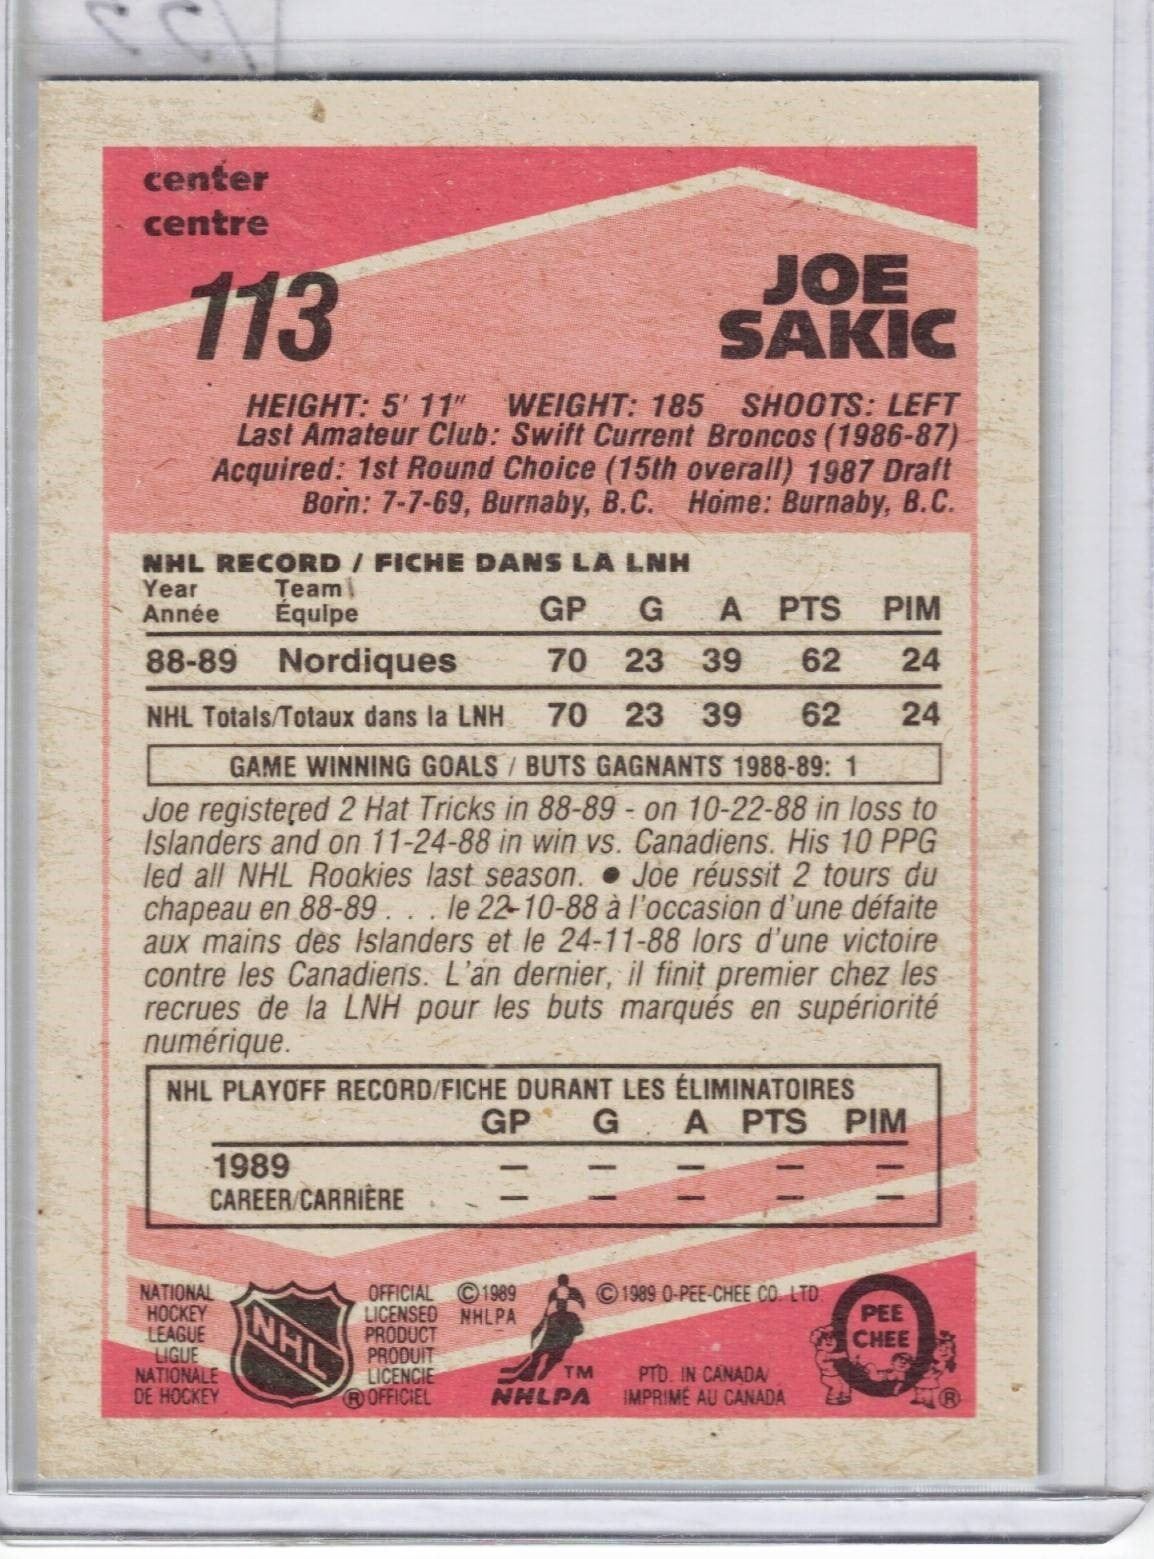 center
centre
113
JOE
SAKIC
HEIGHT: 5' 11" WEIGHT: 185 SHOOTS: LEFT
Last Amateur Club: Swift Current Broncos (1986-87)
Acquired: 1st Round Choice (15th overall) 1987 Draft
Born: 7-7-69, Burnaby, B.C. Home: Burnaby, B.C.
NHL RECORD / FICHE DANS LA LNH
Year Team
Année Équipe GP G A PTS PIM
88-89 Nordiques 70 23 39 62 24
NHL Totals/Totaux dans la LNH 70 23 39 62 24
GAME WINNING GOALS / BUTS GAGNANTS 1988-89: 1
Joe registered 2 Hat Tricks in 88-89 - on 10-22-88 in loss to
Islanders and on 11-24-88 in win vs. Canadiens. His 10 PPG
led all NHL Rookies last season. ● Joe réussit 2 tours du
chapeau en 88-89 . . . le 22-10-88 à l'occasion d'une défaite
aux mains des Islanders et le 24-11-88 lors d'une victoire
contre les Canadiens. L'an dernier, il finit premier chez les
recrues de la LNH pour les buts marqués en supériorité
numérique.
NHL PLAYOFF RECORD/FICHE DURANT LES ÉLIMINATOIRES
GP G A PTS PIM
1989 — — — — —
CAREER/CARRIÈRE — — — — —
NATIONAL
HOCKEY
LEAGUE
LIGUE
NATIONALE
DE HOCKEY
NHL
®
OFFICIAL
LICENSED
PRODUCT
PRODUIT
LICENCIE
OFFICIEL
© 1989
NHLPA
TM
NHLPA
© 1989 O-PEE-CHEE CO. LTD.
PTD. IN CANADA/
IMPRIMÉ AU CANADA
O
PEE
CHEE
®